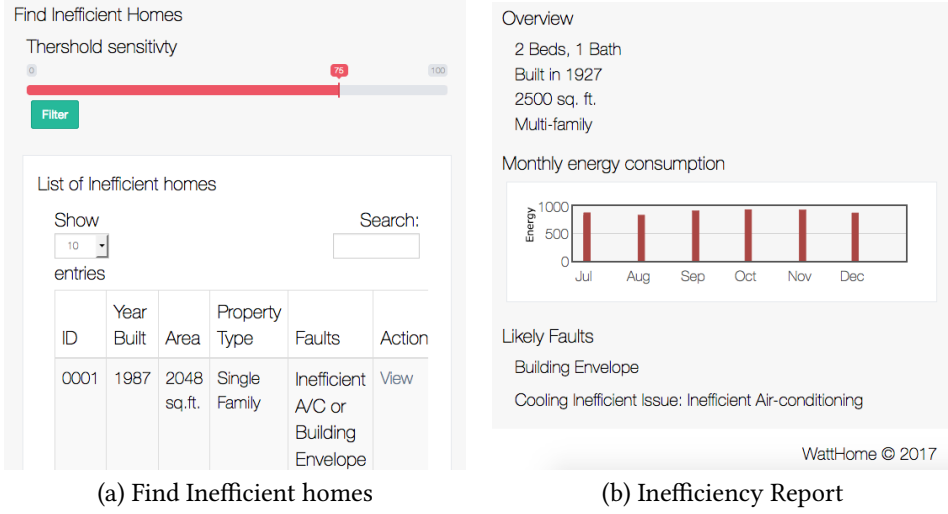 Find Inefficient Homes
Thershold sensitivty
0 75 100
Filter
List of Inefficient homes
Show Search:
10
entries
ID Year Built Area Property Type Faults Action
0001 1987 2048 sq.ft. Single Family Inefficient A/C or Building Envelope View
(a) Find Inefficient homes
Overview
2 Beds, 1 Bath
Built in 1927
2500 sq. ft.
Multi-family
Monthly energy consumption
Energy
1000
500
0
Jul Aug Sep Oct Nov Dec
Likely Faults
Building Envelope
Cooling Inefficient Issue: Inefficient Air-conditioning
WattHome © 2017
(b) Inefficiency Report